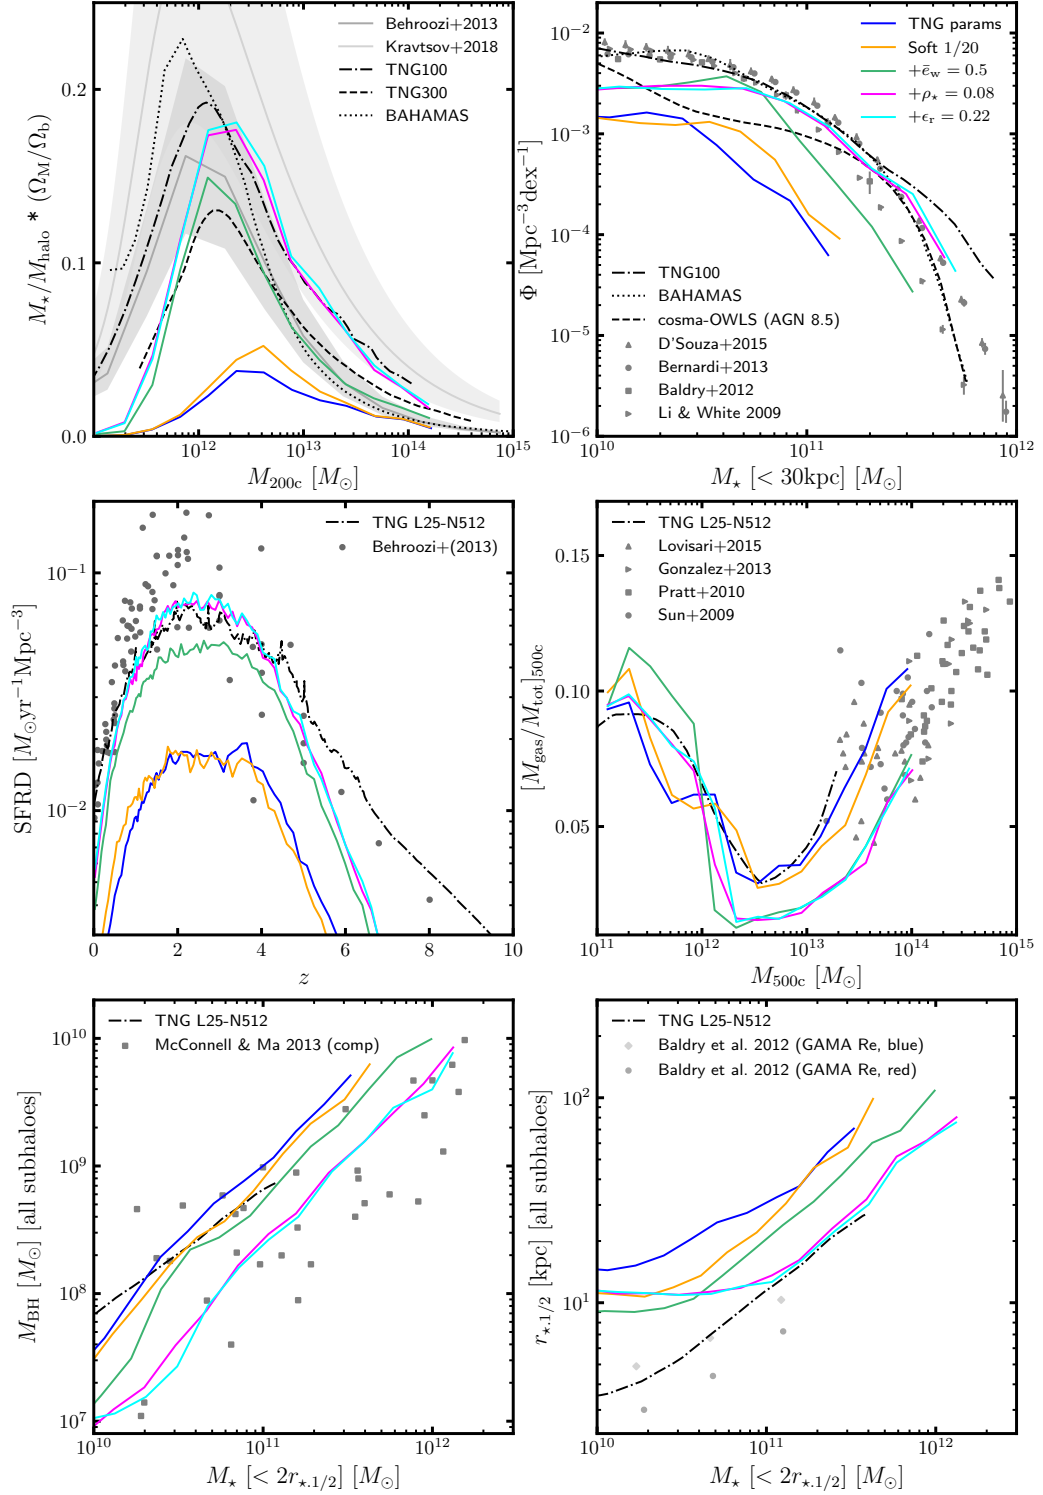 Behroozi+2013
Kravtsov+2018
TNG100
TNG300
BAHAMAS
0.2
0.1
0.0
M⋆/Mhalo * (ΩM/Ωb)
10^12 10^13 10^14 10^15
M200c [M⊙]
TNG params
Soft 1/20
+ēw = 0.5
+ρ⋆ = 0.08
+ϵr = 0.22
TNG100
BAHAMAS
cosma-OWLS (AGN 8.5)
D'Souza+2015
Bernardi+2013
Baldry+2012
Li & White 2009
10^−2
10^−3
10^−4
10^−5
10^−6
Φ [Mpc^−3dex^−1]
10^10 10^11 10^12
M⋆ [< 30kpc] [M⊙]
TNG L25-N512
Behroozi+(2013)
10^−1
10^−2
SFRD [M⊙yr^−1Mpc^−3]
0 2 4 6 8 10
z
TNG L25-N512
Lovisari+2015
Gonzalez+2013
Pratt+2010
Sun+2009
0.15
0.10
0.05
[Mgas/Mtot]500c
10^11 10^12 10^13 10^14 10^15
M500c [M⊙]
TNG L25-N512
McConnell & Ma 2013 (comp)
10^10
10^9
10^8
10^7
MBH [M⊙] [all subhaloes]
10^10 10^11 10^12
M⋆ [< 2r⋆,1/2] [M⊙]
TNG L25-N512
Baldry et al. 2012 (GAMA Re, blue)
Baldry et al. 2012 (GAMA Re, red)
10^2
10^1
r⋆,1/2 [kpc] [all subhaloes]
10^10 10^11 10^12
M⋆ [< 2r⋆,1/2] [M⊙]